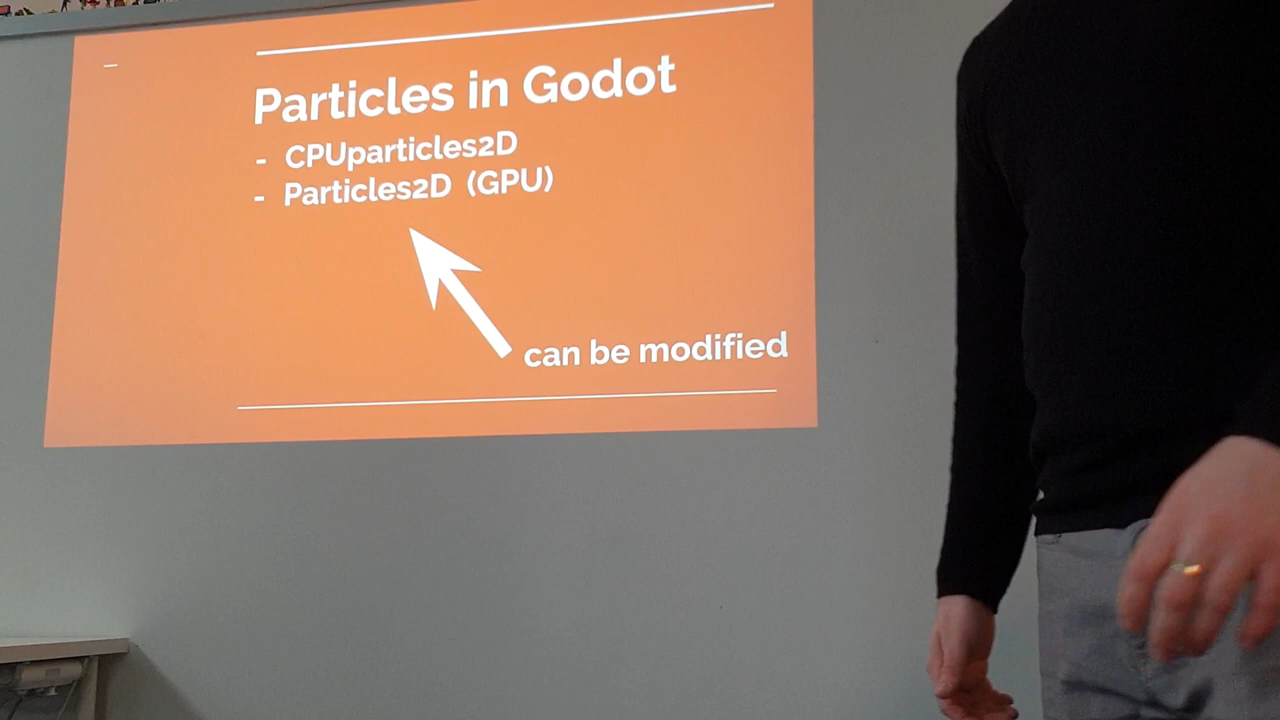 Particles in Godot
- CPUparticles2D
- Particles2D (GPU)
can be modified